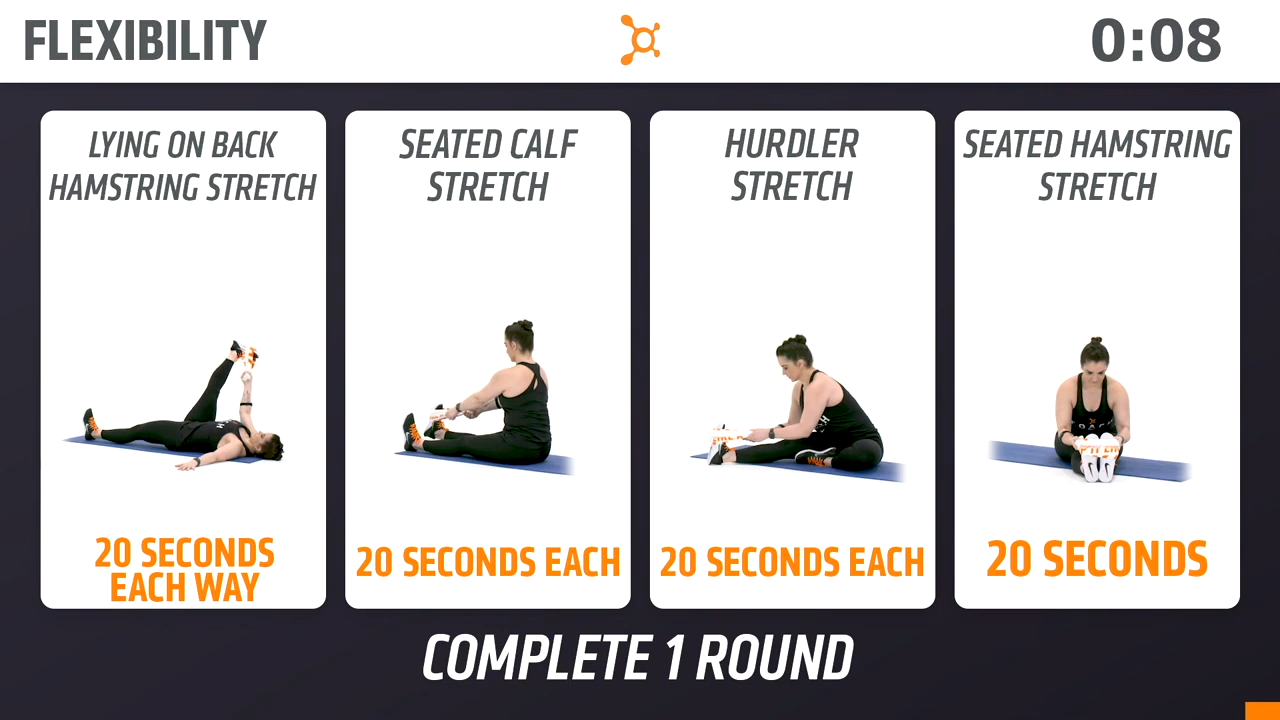 FLEXIBILITY
0:08
LYING ON BACK
HAMSTRING STRETCH
20 SECONDS
EACH WAY
SEATED CALF
STRETCH
20 SECONDS EACH
HURDLER
STRETCH
20 SECONDS EACH
SEATED HAMSTRING
STRETCH
20 SECONDS
COMPLETE 1 ROUND